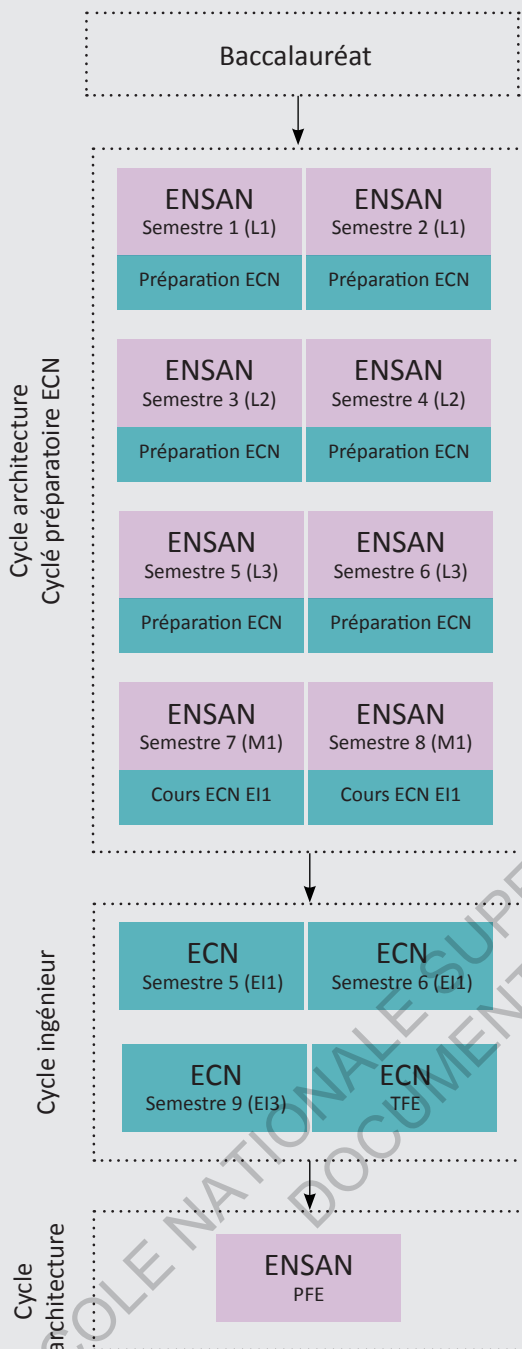 Baccalauréat
Cycle architecture
Cyclé préparatoire ECN
ENSAN ENSAN
Semestre 1 (L1) Semestre 2 (L1)
Préparation ECN Préparation ECN
ENSAN ENSAN
Semestre 3 (L2) Semestre 4 (L2)
Préparation ECN Préparation ECN
ENSAN ENSAN
Semestre 5 (L3) Semestre 6 (L3)
Préparation ECN Préparation ECN
ENSAN ENSAN
Semestre 7 (M1) Semestre 8 (M1)
Cours ECN EI1 Cours ECN EI1
Cycle ingénieur
ECN ECN
Semestre 5 (EI1) Semestre 6 (EI1)
ECN ECN
Semestre 9 (EI3) TFE
Cycle
architecture
ENSAN
PFE
COLE NATIONALE SUPE
DOCUMENT